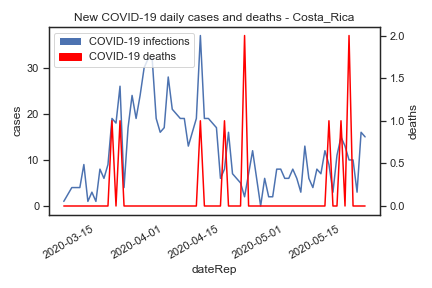 New COVID-19 daily cases and deaths - Costa_Rica
COVID-19 infections
COVID-19 deaths
30
20
10
0
cases
2.0
1.5
1.0
0.5
0.0
deaths
2020-03-15
2020-04-01
2020-04-15
2020-05-01
2020-05-15
dateRep